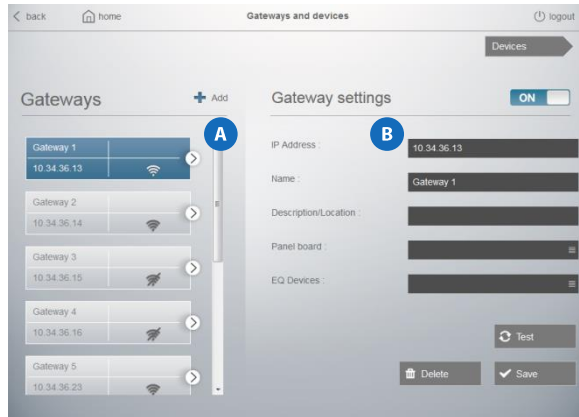 back
home
Gateways and devices
logout
Devices
Gateways
Add
Gateway settings
ON
A
B
Gateway 1
10.34.36.13
Gateway 2
10.34.36.14
Gateway 3
10.34.36.15
Gateway 4
10.34.36.16
Gateway 5
10.34.36.23
IP Address :
10.34.36.13
Name :
Gateway 1
Description/Location :
Panel board :
EQ Devices :
Test
Delete
Save